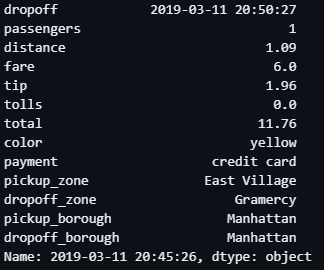 dropoff 2019-03-11 20:50:27
passengers 1
distance 1.09
fare 6.0
tip 1.96
tolls 0.0
total 11.76
color yellow
payment credit card
pickup_zone East Village
dropoff_zone Gramercy
pickup_borough Manhattan
dropoff_borough Manhattan
Name: 2019-03-11 20:45:26, dtype: object